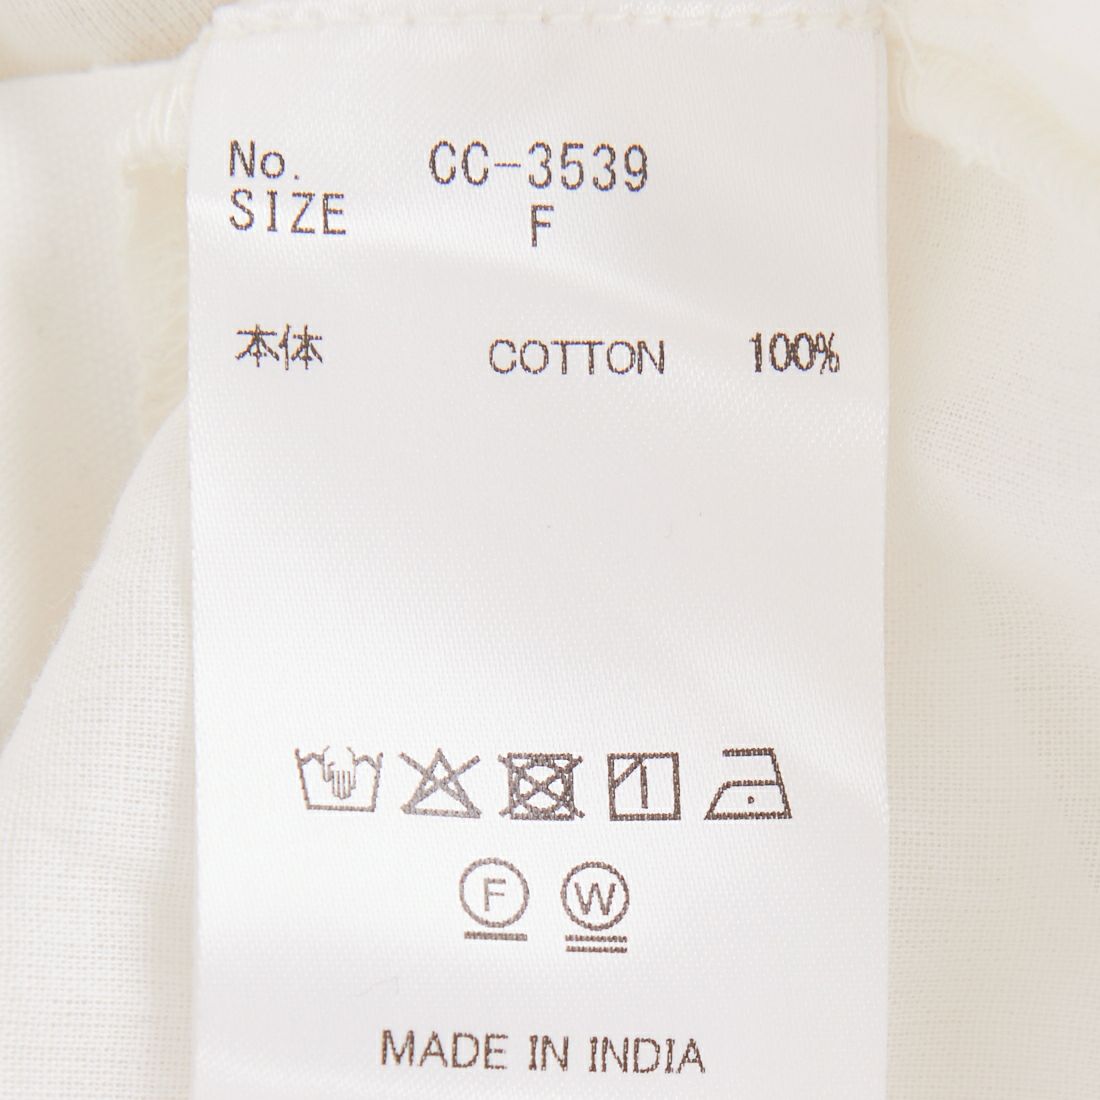 No. CC-3539
SIZE F
本体 COTTON 100%
F W
MADE IN INDIA